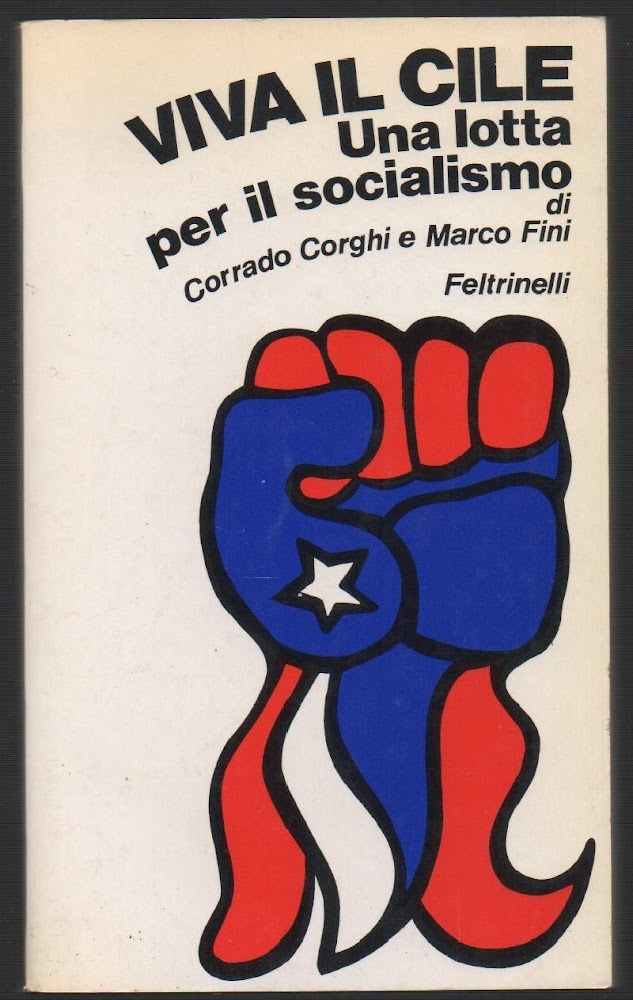 VIVA IL CILE
Una lotta
per il socialismo
di
Corrado Corghi e Marco Fini
Feltrinelli